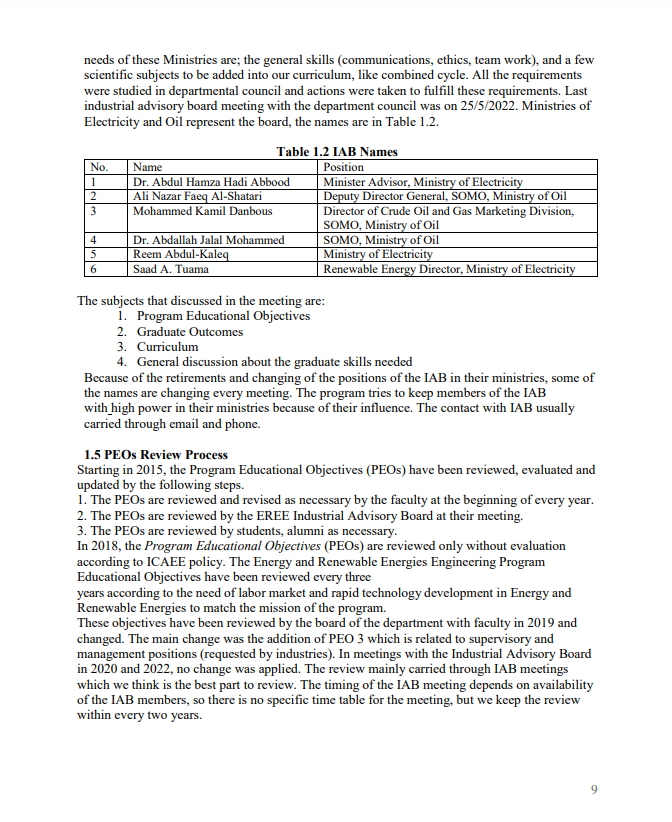 needs of these Ministries are; the general skills (communications, ethics, team work), and a few
scientific subjects to be added into our curriculum, like combined cycle. All the requirements
were studied in departmental council and actions were taken to fulfill these requirements. Last
industrial advisory board meeting with the department council was on 25/5/2022. Ministries of
Electricity and Oil represent the board, the names are in Table 1.2.
Table 1.2 IAB Names
No. Name Position
1 Dr. Abdul Hamza Hadi Abbood Minister Advisor, Ministry of Electricity
2 Ali Nazar Faeq Al-Shatari Deputy Director General, SOMO, Ministry of Oil
3 Mohammed Kamil Danbous Director of Crude Oil and Gas Marketing Division,
SOMO, Ministry of Oil
4 Dr. Abdallah Jalal Mohammed SOMO, Ministry of Oil
5 Reem Abdul-Kaleq Ministry of Electricity
6 Saad A. Tuama Renewable Energy Director, Ministry of Electricity
The subjects that discussed in the meeting are:
1. Program Educational Objectives
2. Graduate Outcomes
3. Curriculum
4. General discussion about the graduate skills needed
Because of the retirements and changing of the positions of the IAB in their ministries, some of
the names are changing every meeting. The program tries to keep members of the IAB
with high power in their ministries because of their influence. The contact with IAB usually
carried through email and phone.
1.5 PEOs Review Process
Starting in 2015, the Program Educational Objectives (PEOs) have been reviewed, evaluated and
updated by the following steps.
1. The PEOs are reviewed and revised as necessary by the faculty at the beginning of every year.
2. The PEOs are reviewed by the EREE Industrial Advisory Board at their meeting.
3. The PEOs are reviewed by students, alumni as necessary.
In 2018, the Program Educational Objectives (PEOs) are reviewed only without evaluation
according to ICAEE policy. The Energy and Renewable Energies Engineering Program
Educational Objectives have been reviewed every three
years according to the need of labor market and rapid technology development in Energy and
Renewable Energies to match the mission of the program.
These objectives have been reviewed by the board of the department with faculty in 2019 and
changed. The main change was the addition of PEO 3 which is related to supervisory and
management positions (requested by industries). In meetings with the Industrial Advisory Board
in 2020 and 2022, no change was applied. The review mainly carried through IAB meetings
which we think is the best part to review. The timing of the IAB meeting depends on availability
of the IAB members, so there is no specific time table for the meeting, but we keep the review
within every two years.
9